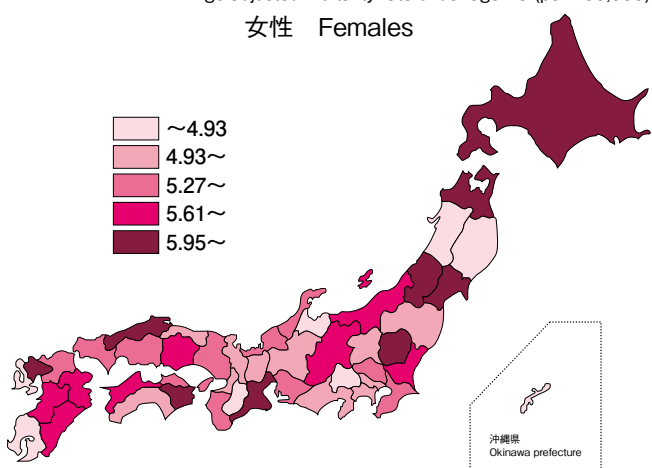 女性 Females
〜4.93
4.93〜
5.27〜
5.61〜
5.95〜
沖縄県
Okinawa prefecture